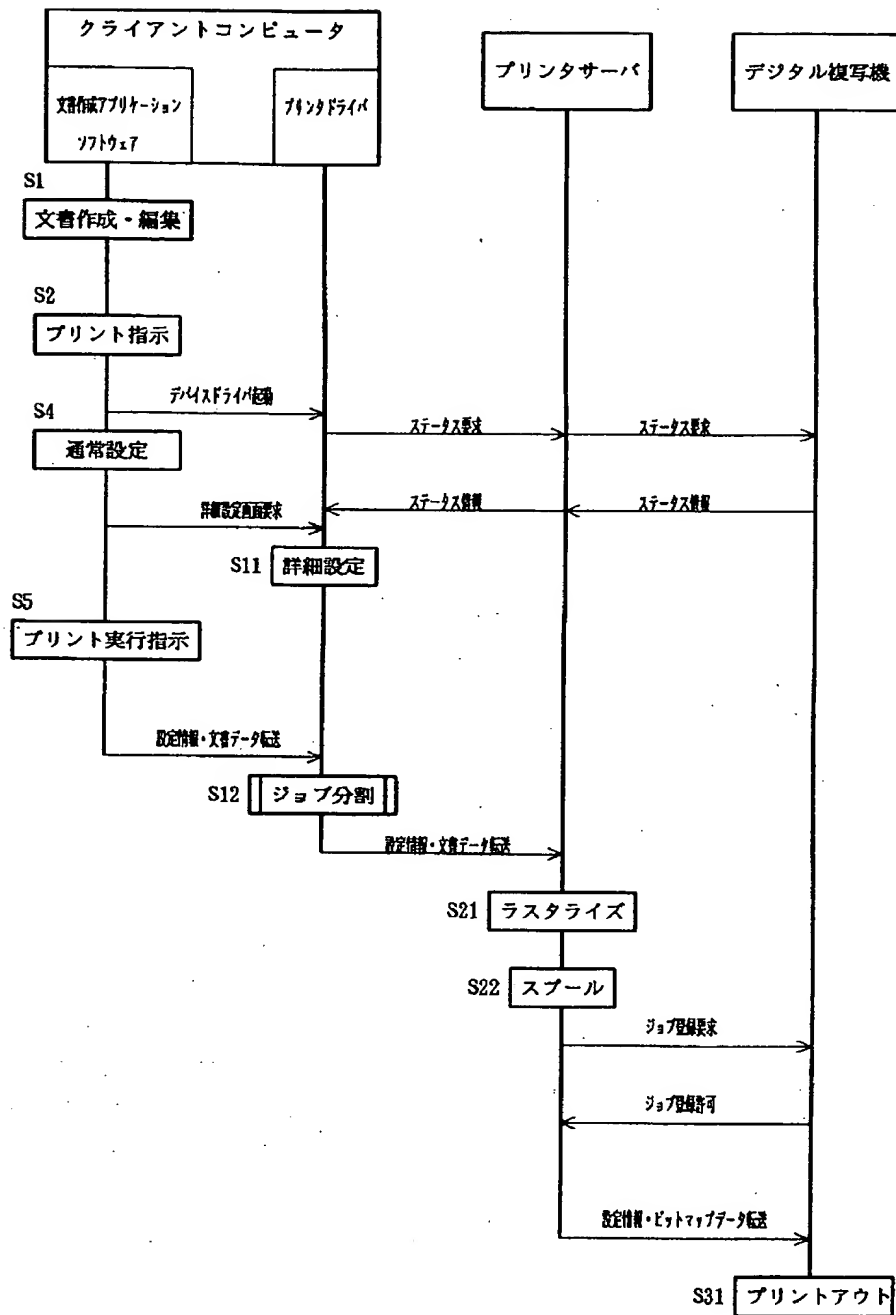 クライアントコンピュータ
プリンタサーバ
デジタル複写機
文書作成アプリケーション
ソフトウェア
プリンタドライバ
S1
文書作成・編集
S2
プリント指示
デバイスドライバ起動
S4
通常設定
ステータス要求
ステータス要求
ステータス情報
ステータス情報
詳細設定画面要求
S11
詳細設定
S5
プリント実行指示
設定情報・文書データ転送
S12
ジョブ分割
設定情報・文書データ転送
S21
ラスタライズ
S22
スプール
ジョブ登録要求
ジョブ登録許可
設定情報・ビットマップデータ転送
S31
プリントアウト